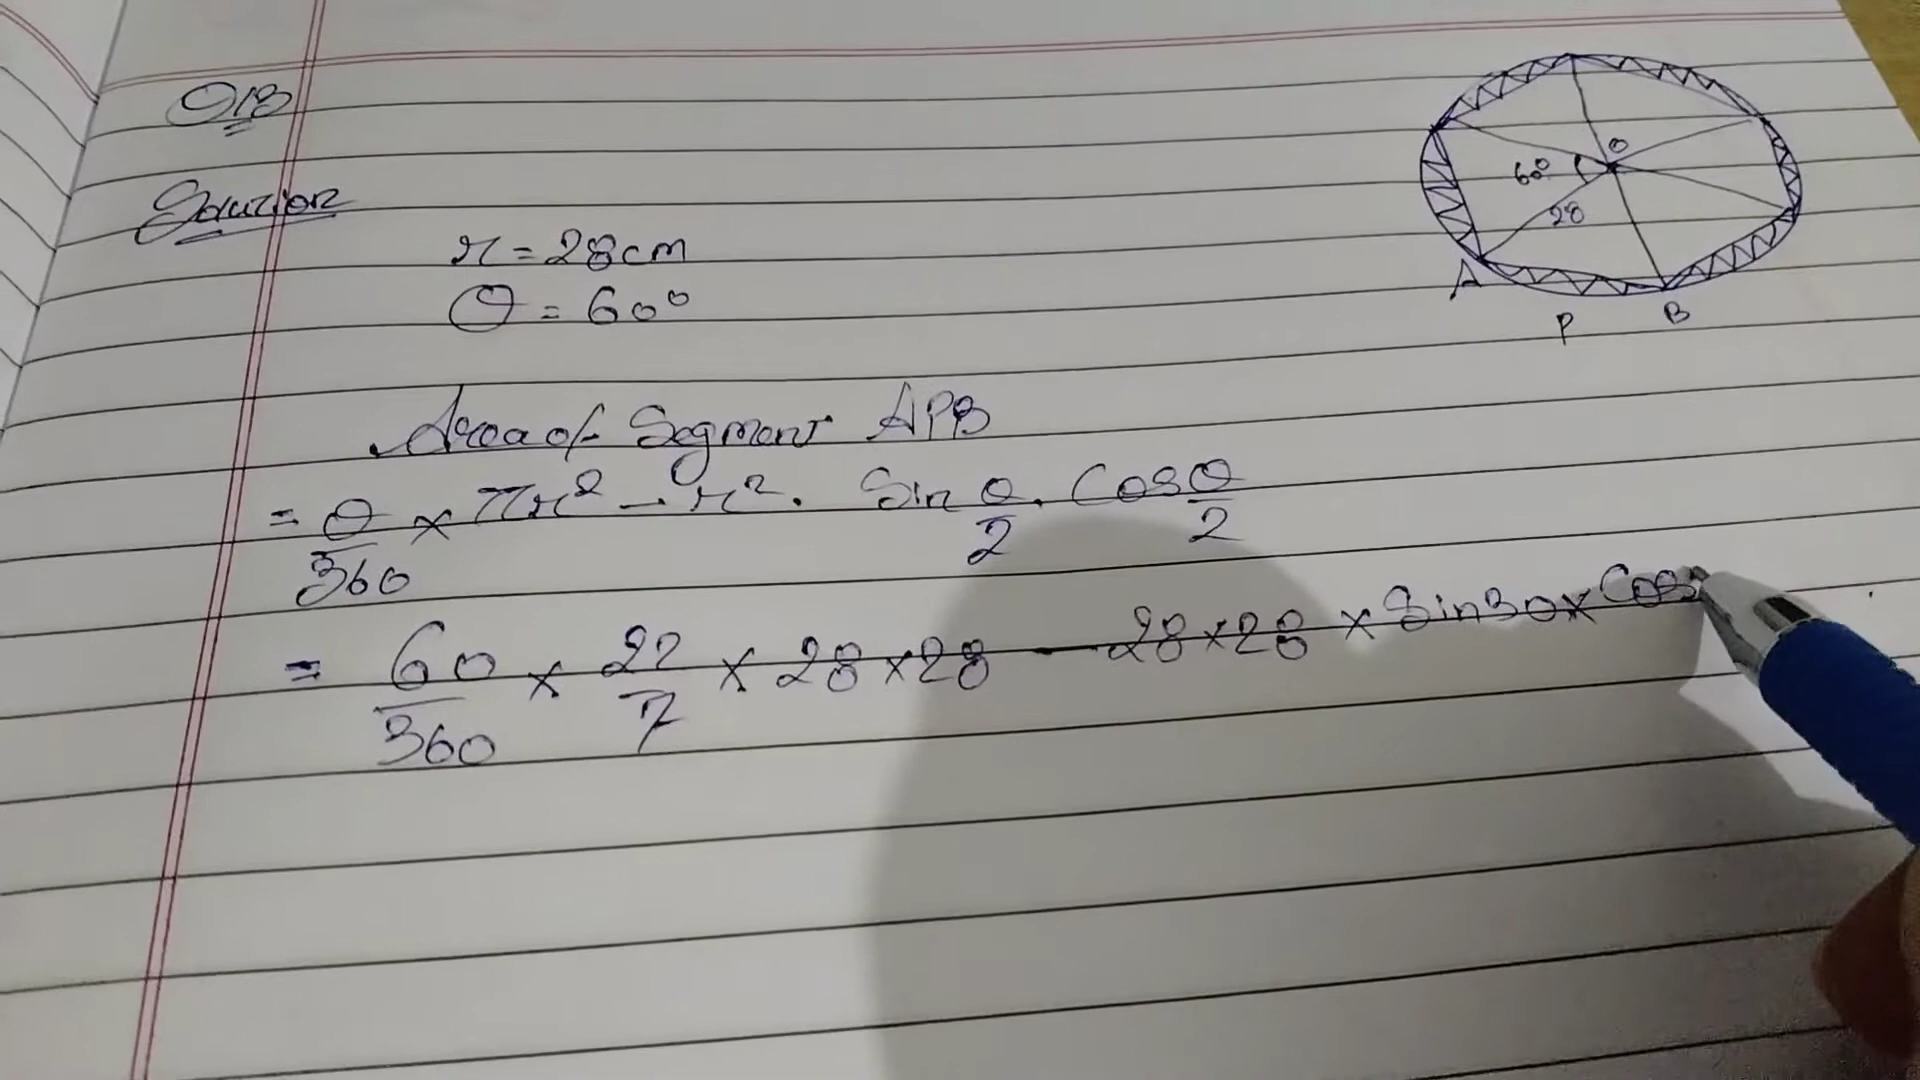 Q13
Solution
r = 28cm
θ = 60°
60°
O
28
A
P
B
Area of Segment APB
= θ/360 × πr² - r². Sin θ/2. Cos θ/2
= 60/360 × 22/7 × 28×28 - 28×28 × Sin30× Cos